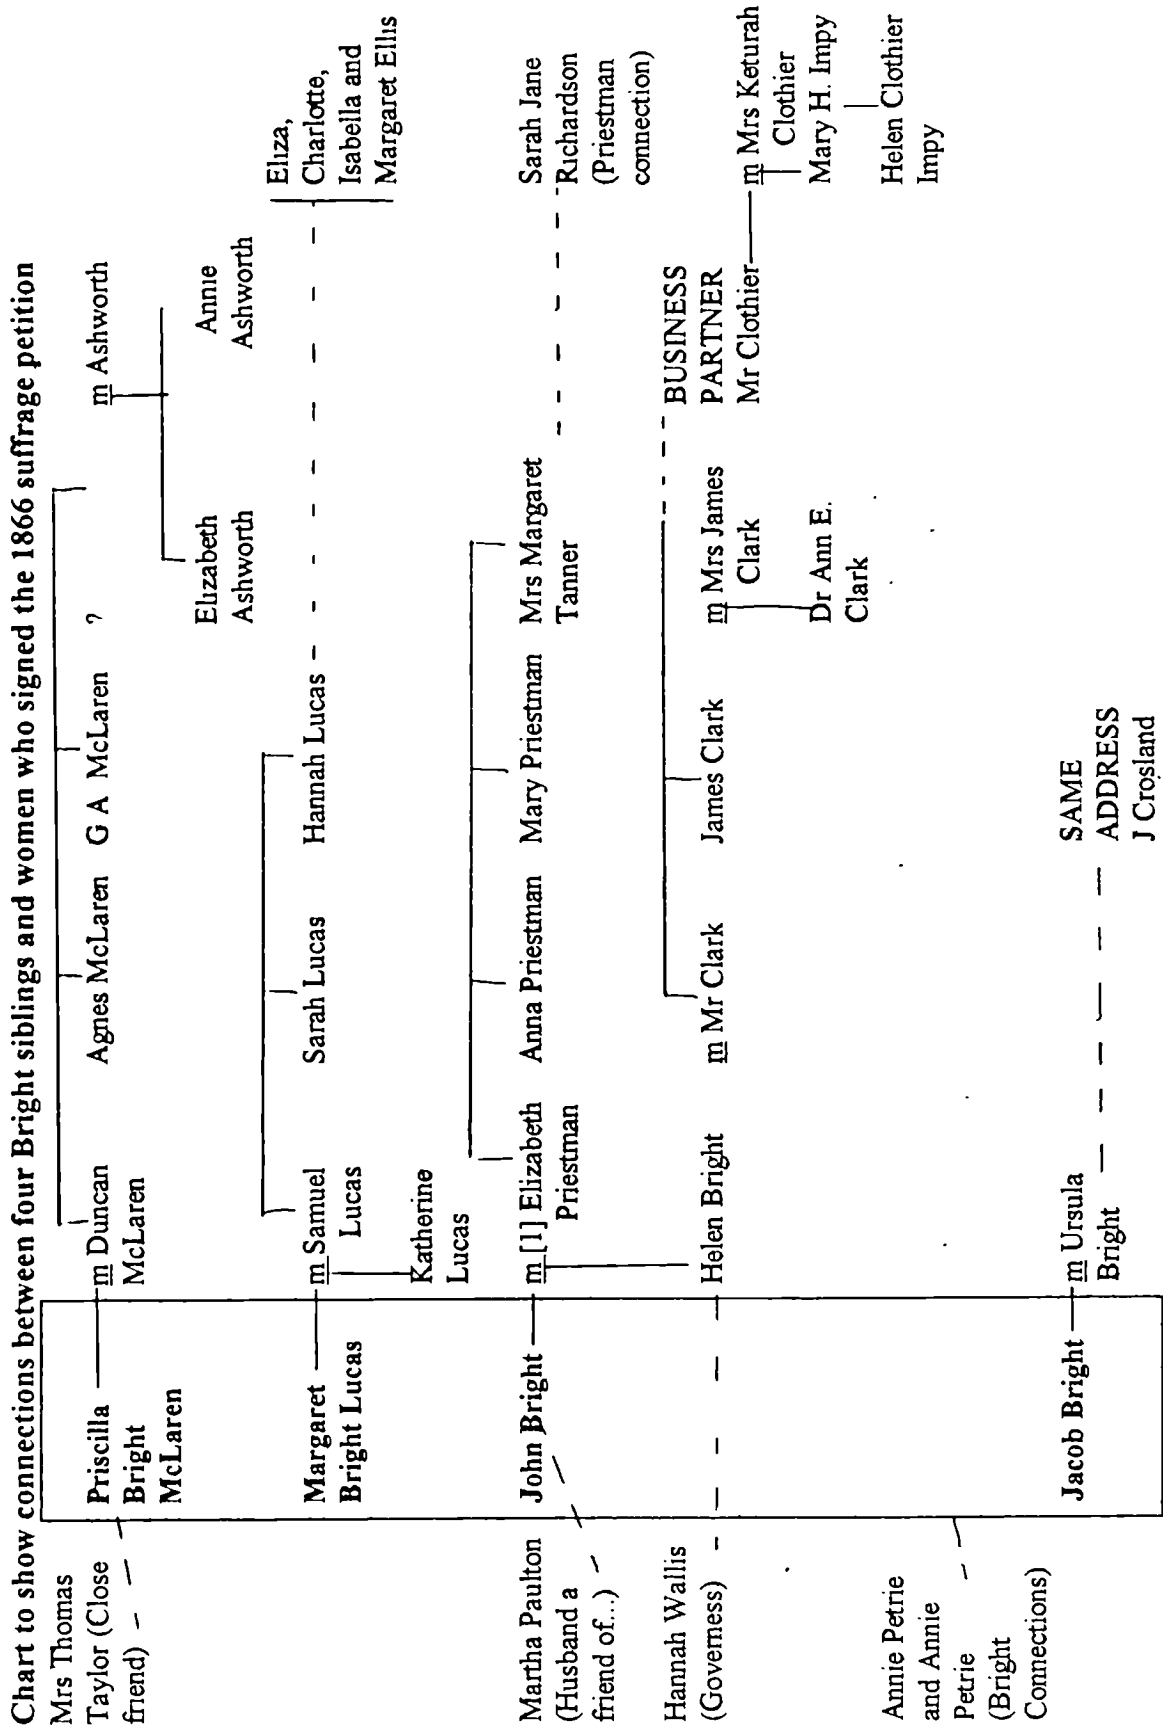 Chart to show connections between four Bright siblings and women who signed the 1866 suffrage petition
Mrs Thomas
Taylor (Close
friend)
Priscilla
Bright
McLaren
m Duncan
McLaren
Agnes McLaren
G A McLaren
?
m Ashworth
Elizabeth
Ashworth
Annie
Ashworth
Margaret
Bright Lucas
m Samuel
Lucas
Katherine
Lucas
Sarah Lucas
Hannah Lucas
Eliza,
Charlotte,
Isabella and
Margaret Ellis
Martha Paulton
(Husband a
friend of...)
John Bright
m [1] Elizabeth
Priestman
Anna Priestman
Mary Priestman
Mrs Margaret
Tanner
Sarah Jane
Richardson
(Priestman
connection)
Hannah Wallis
(Governess)
Helen Bright
m Mr Clark
James Clark
m Mrs James
Clark
Dr Ann E.
Clark
BUSINESS
PARTNER
Mr Clothier
m Mrs Keturah
Clothier
Mary H. Impy
Helen Clothier
Impy
Annie Petrie
and Annie
Petrie
(Bright
Connections)
Jacob Bright
m Ursula
Bright
SAME
ADDRESS
J Crosland